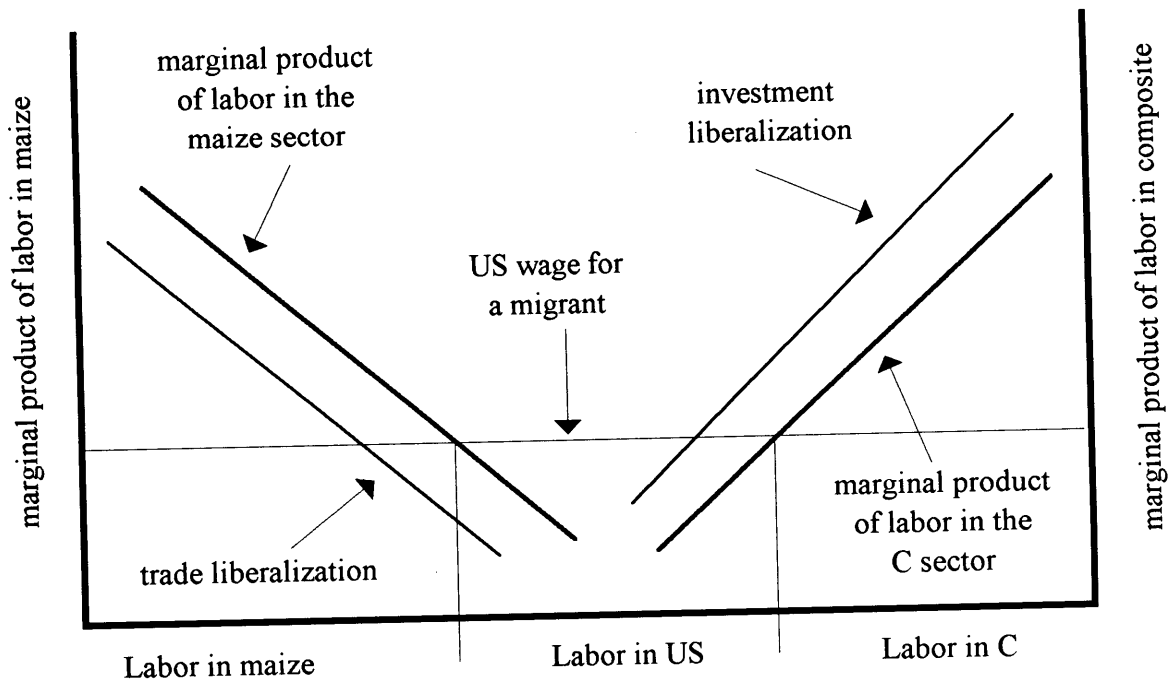 marginal product of labor in maize
marginal product
of labor in the
maize sector
investment
liberalization
US wage for
a migrant
trade liberalization
marginal product
of labor in the
C sector
marginal product of labor in composite
Labor in maize
Labor in US
Labor in C